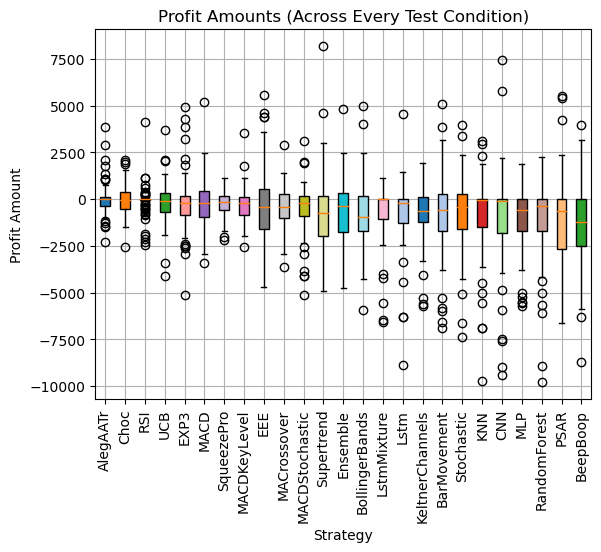 Profit Amounts (Across Every Test Condition)
Profit Amount
7500
5000
2500
0
−2500
−5000
−7500
−10000
AlegAATr
Choc
RSI
UCB
EXP3
MACD
SqueezePro
MACDKeyLevel
EEE
MACrossover
MACDStochastic
Supertrend
Ensemble
BollingerBands
LstmMixture
Lstm
KeltnerChannels
BarMovement
Stochastic
KNN
CNN
MLP
RandomForest
PSAR
BeepBoop
Strategy